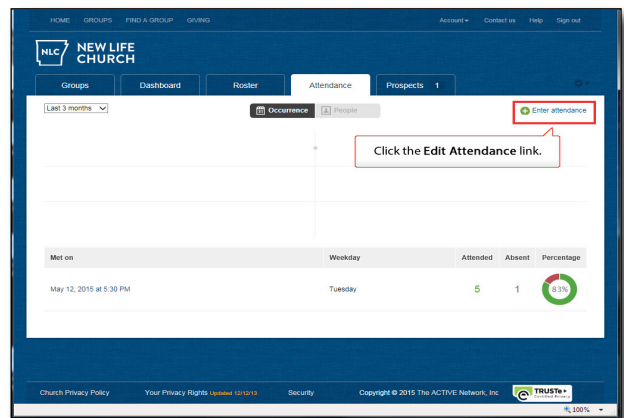 HOME GROUPS FIND A GROUP GIVING Account Contact us Help Sign out
NLC NEW LIFE
CHURCH
Groups Dashboard Roster Attendance Prospects 1
Last 3 months Occurrence People Enter attendance
Click the Edit Attendance link.
Met on Weekday Attended Absent Percentage
May 12, 2015 at 5:30 PM Tuesday 5 1 83%
Church Privacy Policy Your Privacy Rights Updated 12/12/13 Security Copyright © 2015 The ACTIVE Network, Inc TRUSTe
Certified Privacy
100%